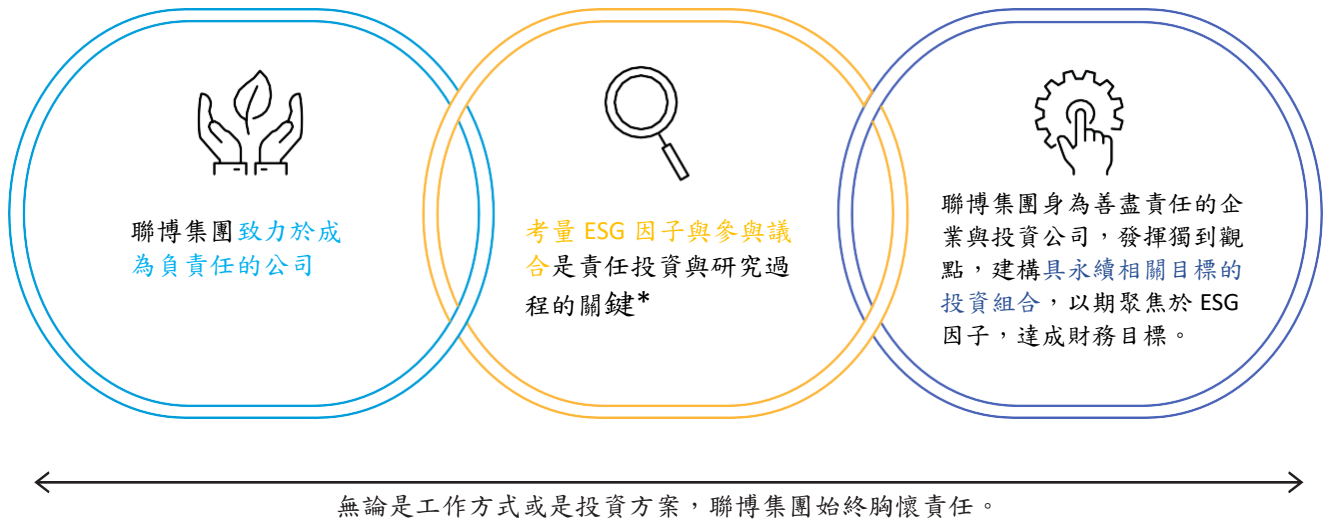 聯博集團致力於成
為負責任的公司
考量 ESG 因子與參與議
合是責任投資與研究過
程的關鍵*
聯博集團身為善盡責任的企
業與投資公司，發揮獨到觀
點，建構具永續相關目標的
投資組合，以期聚焦於 ESG
因子，達成財務目標。
無論是工作方式或是投資方案，聯博集團始終胸懷責任。